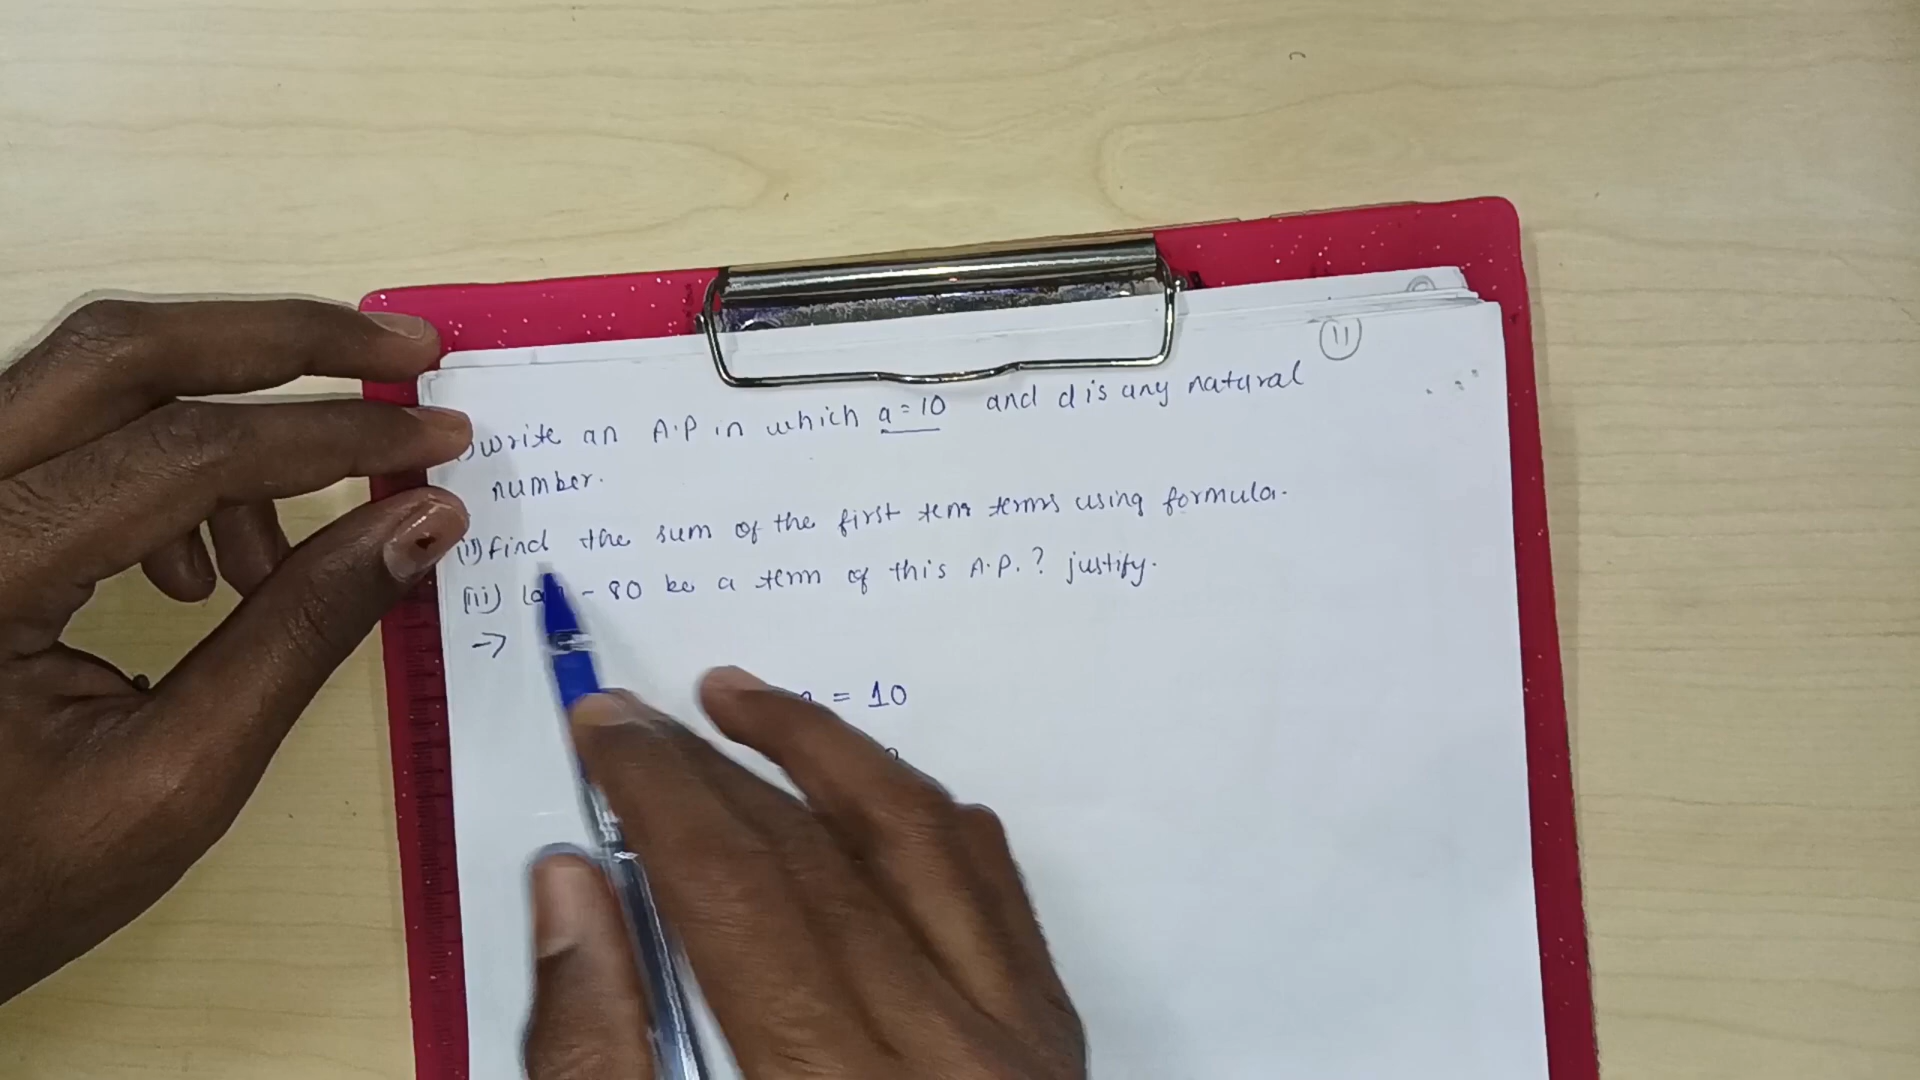 11
write an A.P in which a=10 and d is any natural
number.
(ii) find the sum of the first tens terms using formula.
(iii) - 80 be a term of this A.P.? justify.
→
= 10